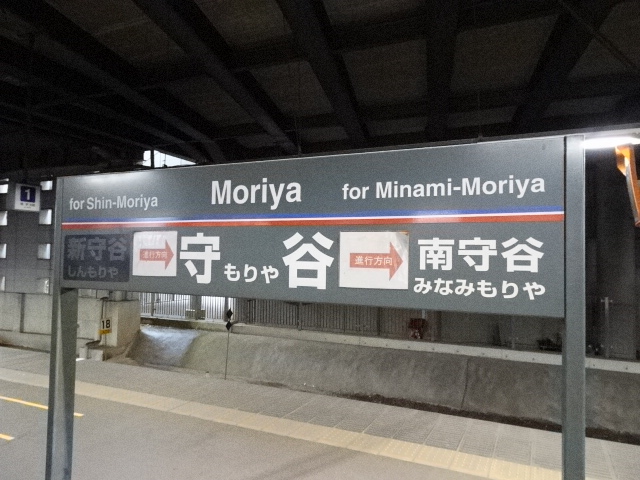 1
for Shin-Moriya
Moriya
for Minami-Moriya
新守谷
しんもりや
進行方向
守もりや谷
進行方向
南守谷
みなみもりや
18